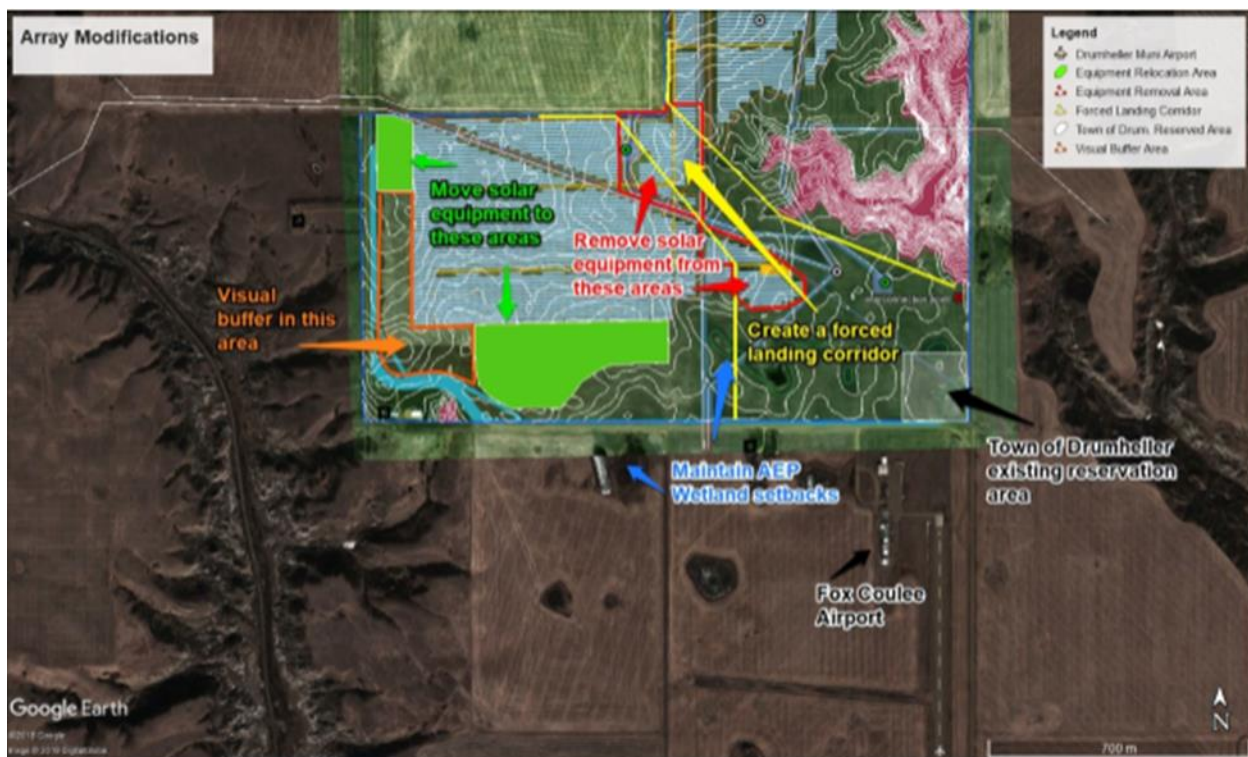 Array Modifications
Legend
Drumheller Muni Airport
Equipment Relocation Area
Equipment Removal Area
Forced Landing Corridor
Town of Drum. Reserved Area
Visual Buffer Area
Move solar
equipment to
these areas
Remove solar
equipment from
these areas
Visual
buffer in this
area
Create a forced
landing corridor
Maintain AEP
Wetland setbacks
Town of Drumheller
existing reservation
area
Fox Coulee
Airport
Google Earth
N
700 m